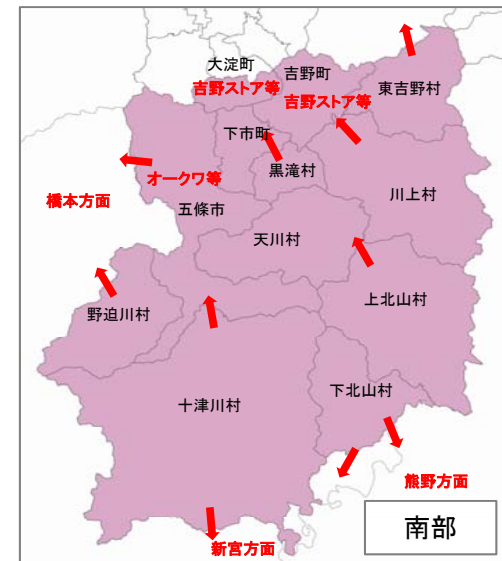 大淀町
吉野町
東吉野村
吉野ストア等
吉野ストア等
下市町
黒滝村
オークワ等
橋本方面
五條市
川上村
天川村
上北山村
野迫川村
十津川村
下北山村
熊野方面
南部
新宮方面